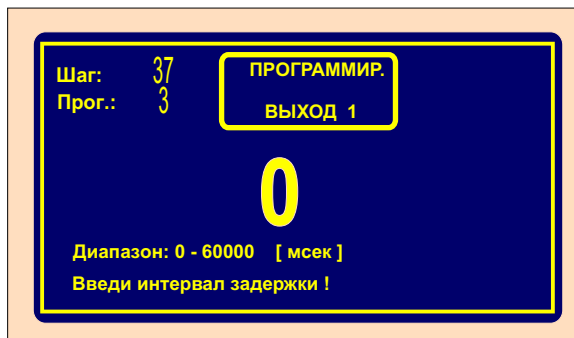 Шаг: 37
Прог.: 3
ПРОГРАММИР.
ВЫХОД 1
0
Диапазон: 0 - 60000 [ мсек ]
Введи интервал задержки !